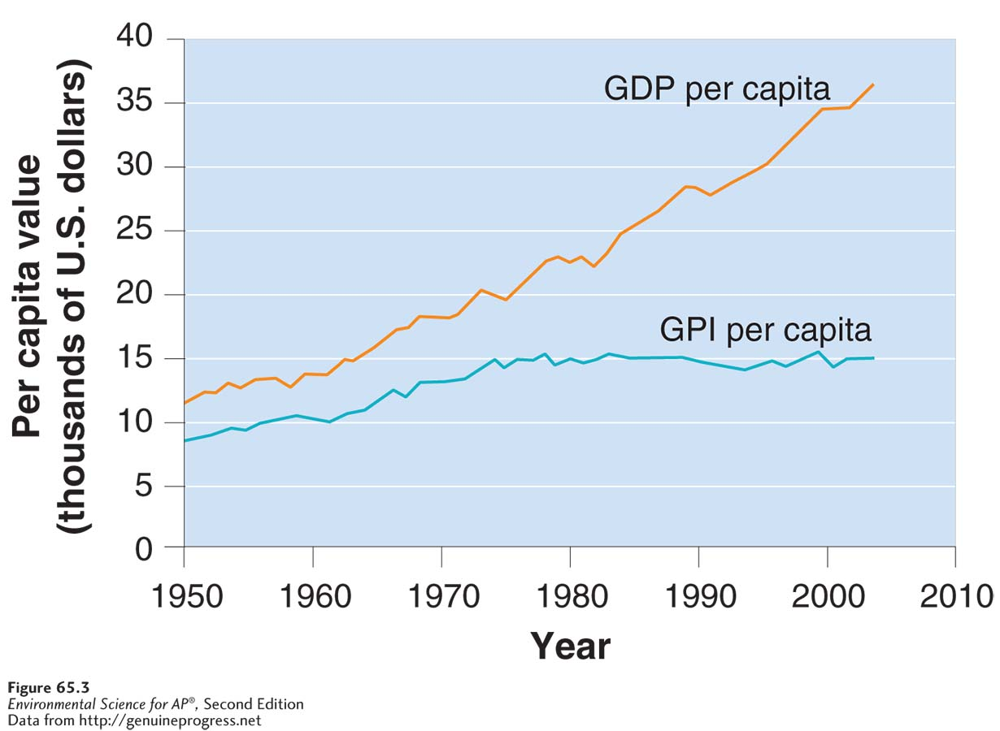 40
35
30
25
20
15
10
5
0
Per capita value
(thousands of U.S. dollars)
GDP per capita
GPI per capita
1950 1960 1970 1980 1990 2000 2010
Year
Figure 65.3
Environmental Science for AP®, Second Edition
Data from http://genuineprogress.net